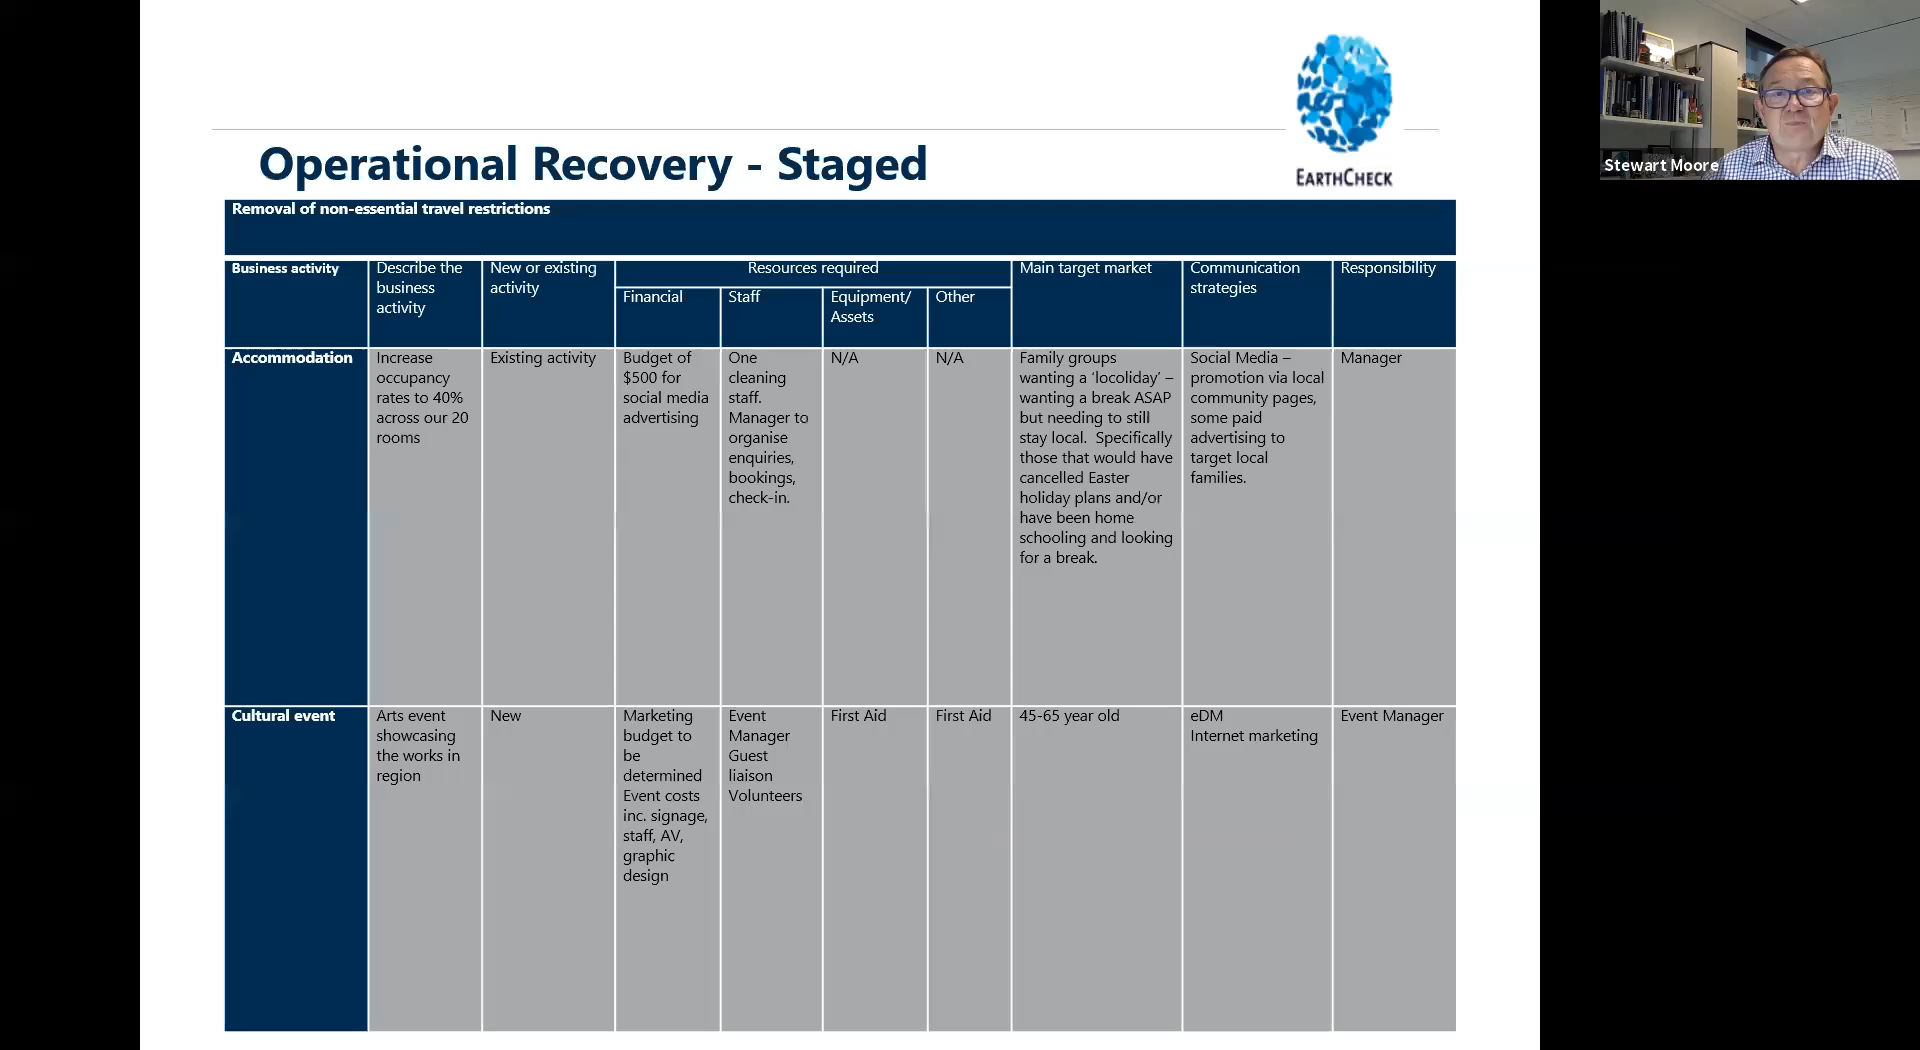 EARTHCHECK
Stewart Moore
Operational Recovery - Staged
Removal of non-essential travel restrictions
Business activity
Describe the
business
activity
New or existing
activity
Resources required
Financial
Staff
Equipment/
Assets
Other
Main target market
Communication
strategies
Responsibility
Accommodation
Increase
occupancy
rates to 40%
across our 20
rooms
Existing activity
Budget of
$500 for
social media
advertising
One
cleaning
staff.
Manager to
organise
enquiries,
bookings,
check-in.
N/A
N/A
Family groups
wanting a ‘locoliday’ –
wanting a break ASAP
but needing to still
stay local.  Specifically
those that would have
cancelled Easter
holiday plans and/or
have been home
schooling and looking
for a break.
Social Media –
promotion via local
community pages,
some paid
advertising to
target local
families.
Manager
Cultural event
Arts event
showcasing
the works in
region
New
Marketing
budget to
be
determined
Event costs
inc. signage,
staff, AV,
graphic
design
Event
Manager
Guest
liaison
Volunteers
First Aid
First Aid
45-65 year old
eDM
Internet marketing
Event Manager